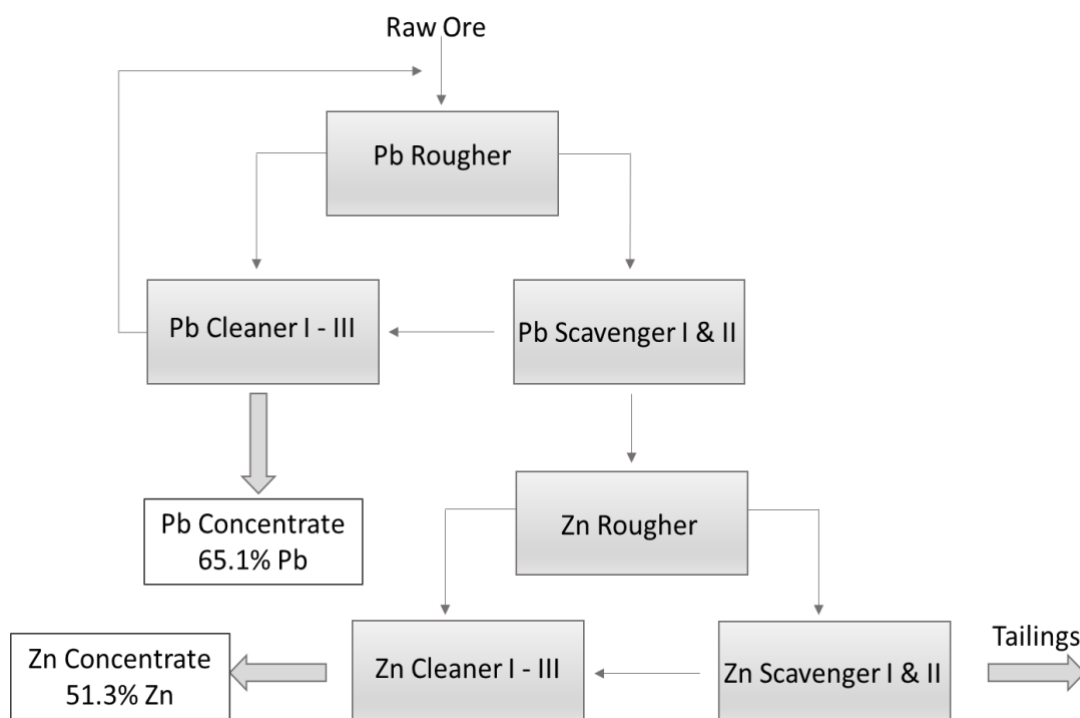 Raw Ore
Pb Rougher
Pb Cleaner I - III
Pb Scavenger I & II
Pb Concentrate
65.1% Pb
Zn Rougher
Zn Concentrate
51.3% Zn
Zn Cleaner I - III
Zn Scavenger I & II
Tailings